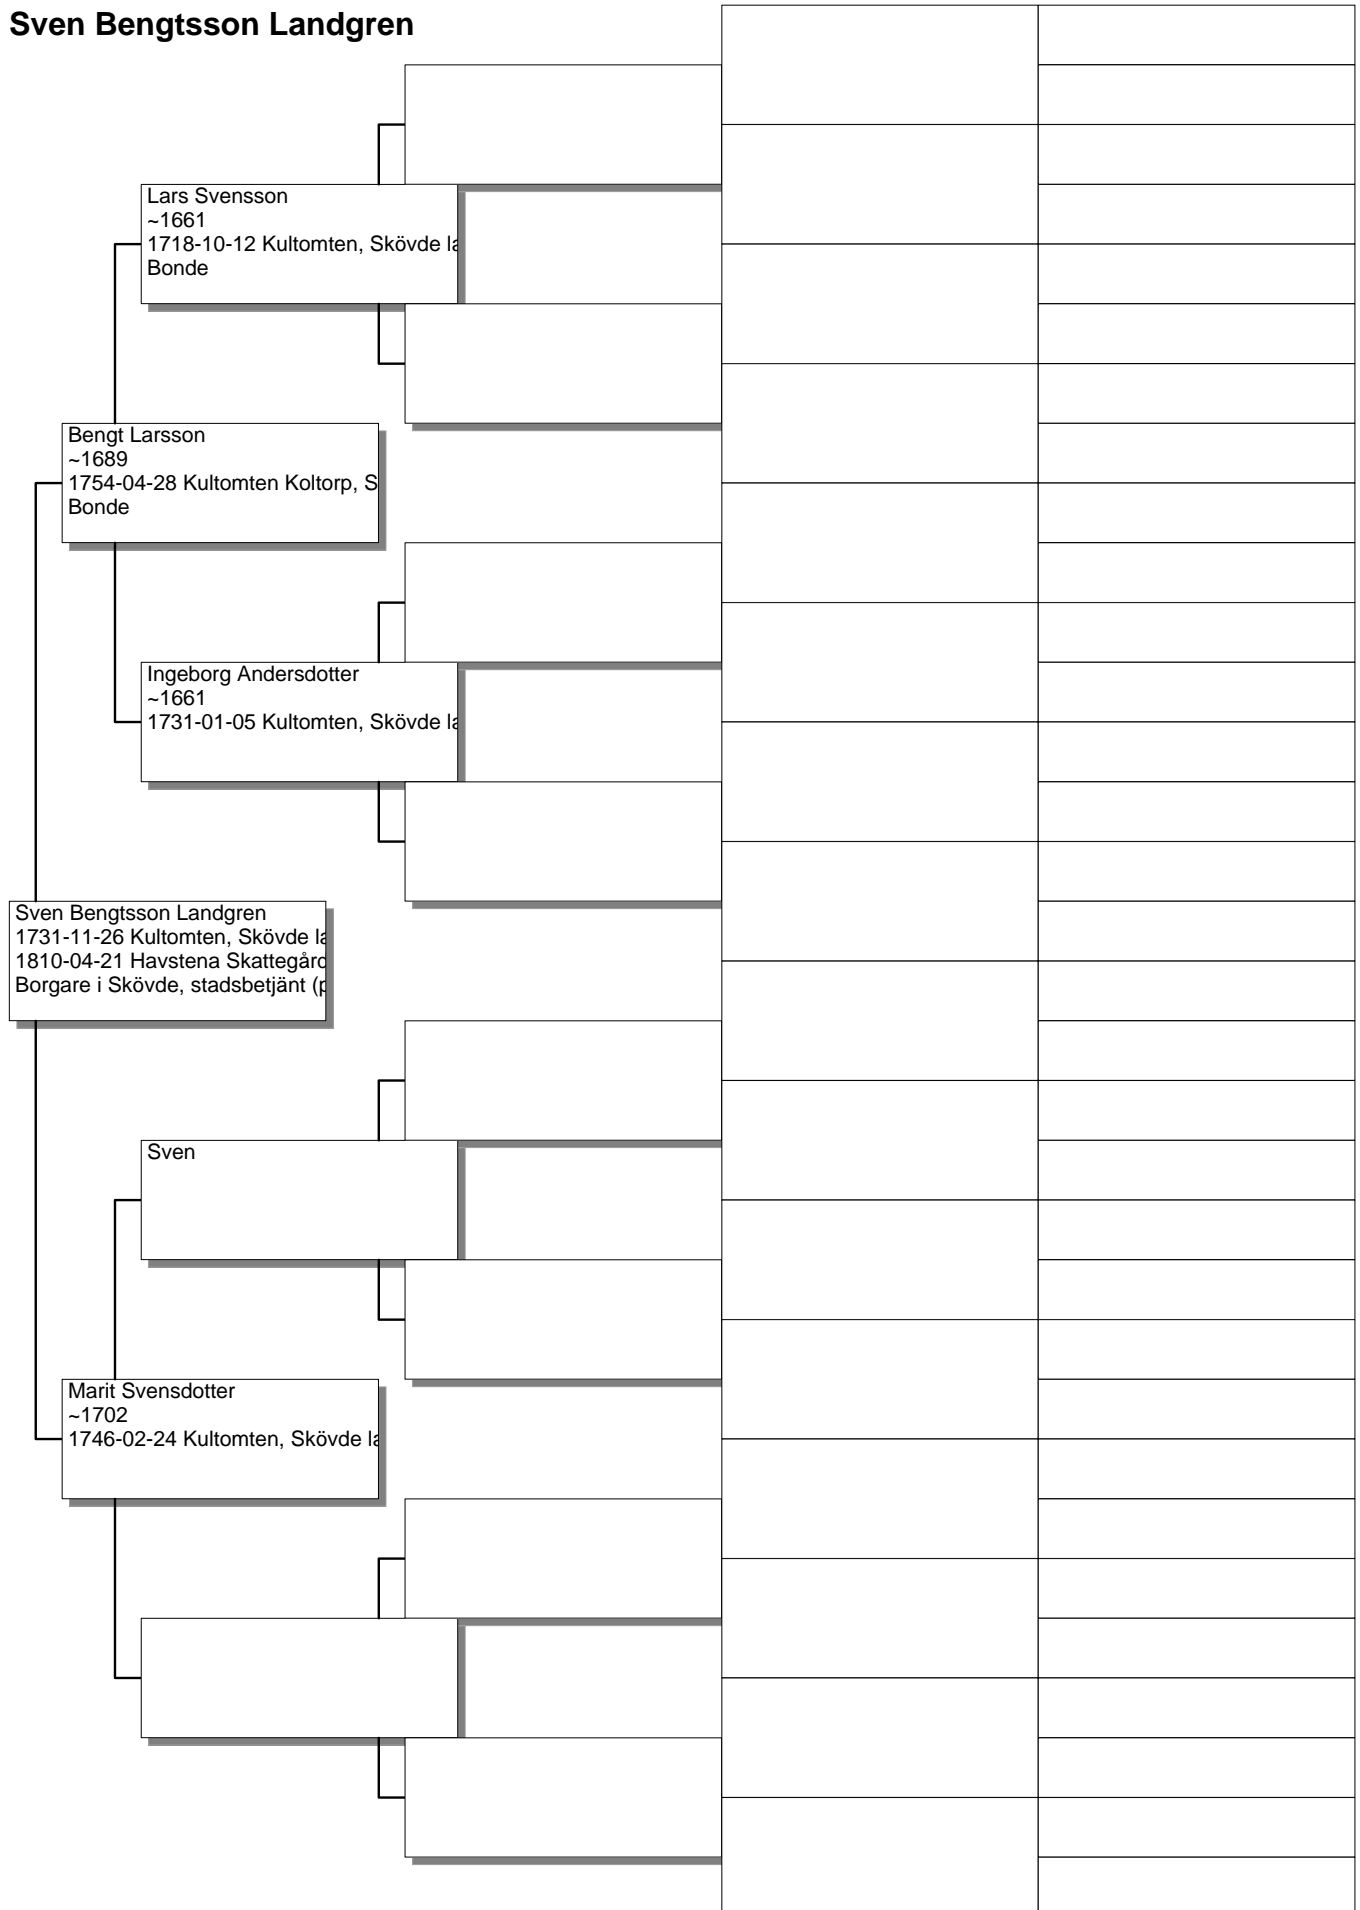 Sven Bengtsson Landgren
Lars Svensson
~1661
1718-10-12 Kultomten, Skövde la
Bonde
Bengt Larsson
~1689
1754-04-28 Kultomten Koltorp, S
Bonde
Ingeborg Andersdotter
~1661
1731-01-05 Kultomten, Skövde la
Sven Bengtsson Landgren
1731-11-26 Kultomten, Skövde la
1810-04-21 Havstena Skattegård
Borgare i Skövde, stadsbetjänt (p
Sven
Marit Svensdotter
~1702
1746-02-24 Kultomten, Skövde la